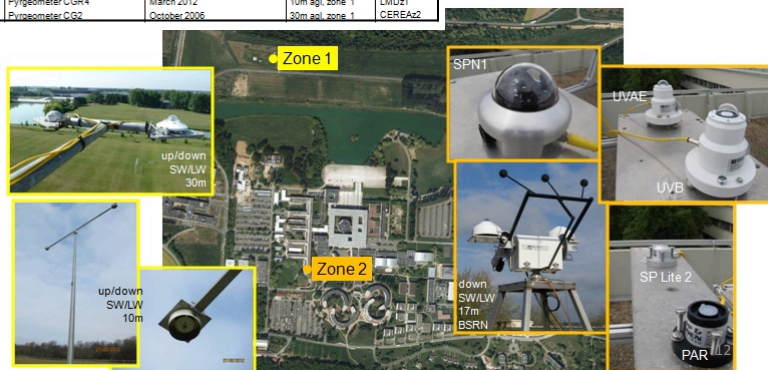 Pyrgeometer CGR4 March 2012 10m agl, zone 1 LMDz1
Pyrgeometer CG2 October 2006 30m agl, zone 1 CEREAz2
Zone 1
SPN1
UVAE
UVB
up/down
SW/LW
30m
Zone 2
up/down
SW/LW
10m
down
SW/LW
17m
BSRN
SP Lite 2
PAR
12